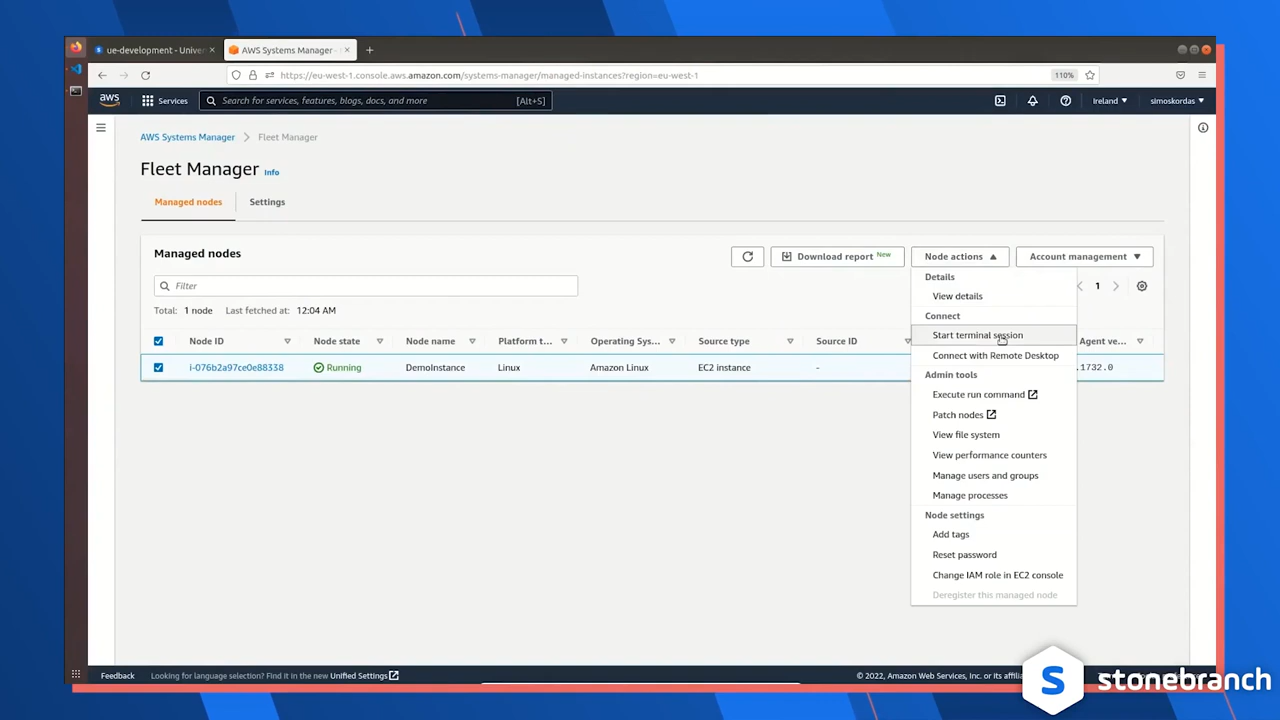 ue-development - Univer
AWS Systems Manager -
https://eu-west-1.console.aws.amazon.com/systems-manager/managed-instances?region=eu-west-1
110%
aws
Services
Search for services, features, blogs, docs, and more
[Alt+S]
Ireland
simoskordas
AWS Systems Manager
Fleet Manager
Fleet Manager
Info
Managed nodes
Settings
Managed nodes
Download report New
Node actions
Account management
Filter
1
Total: 1 node
Last fetched at: 12:04 AM
Node ID
Node state
Node name
Platform t...
Operating Sys...
Source type
Source ID
Agent ve...
i-076b2a97ce0e88338
Running
DemoInstance
Linux
Amazon Linux
EC2 instance
-
.1732.0
Details
View details
Connect
Start terminal session
Connect with Remote Desktop
Admin tools
Execute run command
Patch nodes
View file system
View performance counters
Manage users and groups
Manage processes
Node settings
Add tags
Reset password
Change IAM role in EC2 console
Deregister this managed node
Feedback
Looking for language selection? Find it in the new Unified Settings
© 2022, Amazon Web Services, Inc. or its affili
S stonebranch